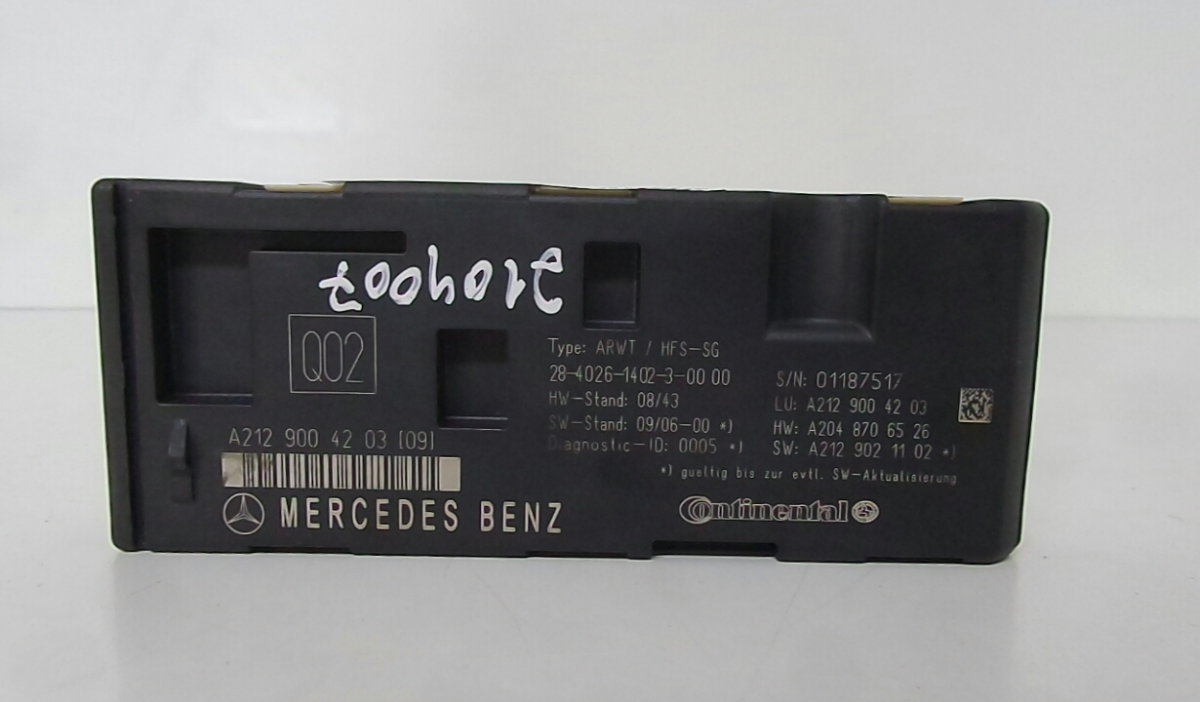 2104007
Q02
A212 900 42 03 (09)
MERCEDES BENZ
Type: ARWT / HFS-SG
28-4026-1402-3-00 00
HW-Stand: 08/43
SW-Stand: 09/06-00 *)
Diagnostic-ID: 0005 *)
S/N: 01187517
LU: A212 900 42 03
HW: A204 870 65 26
SW: A212 902 11 02 *)
*) gueltig bis zur evtl. SW-Aktualisierung
Continental